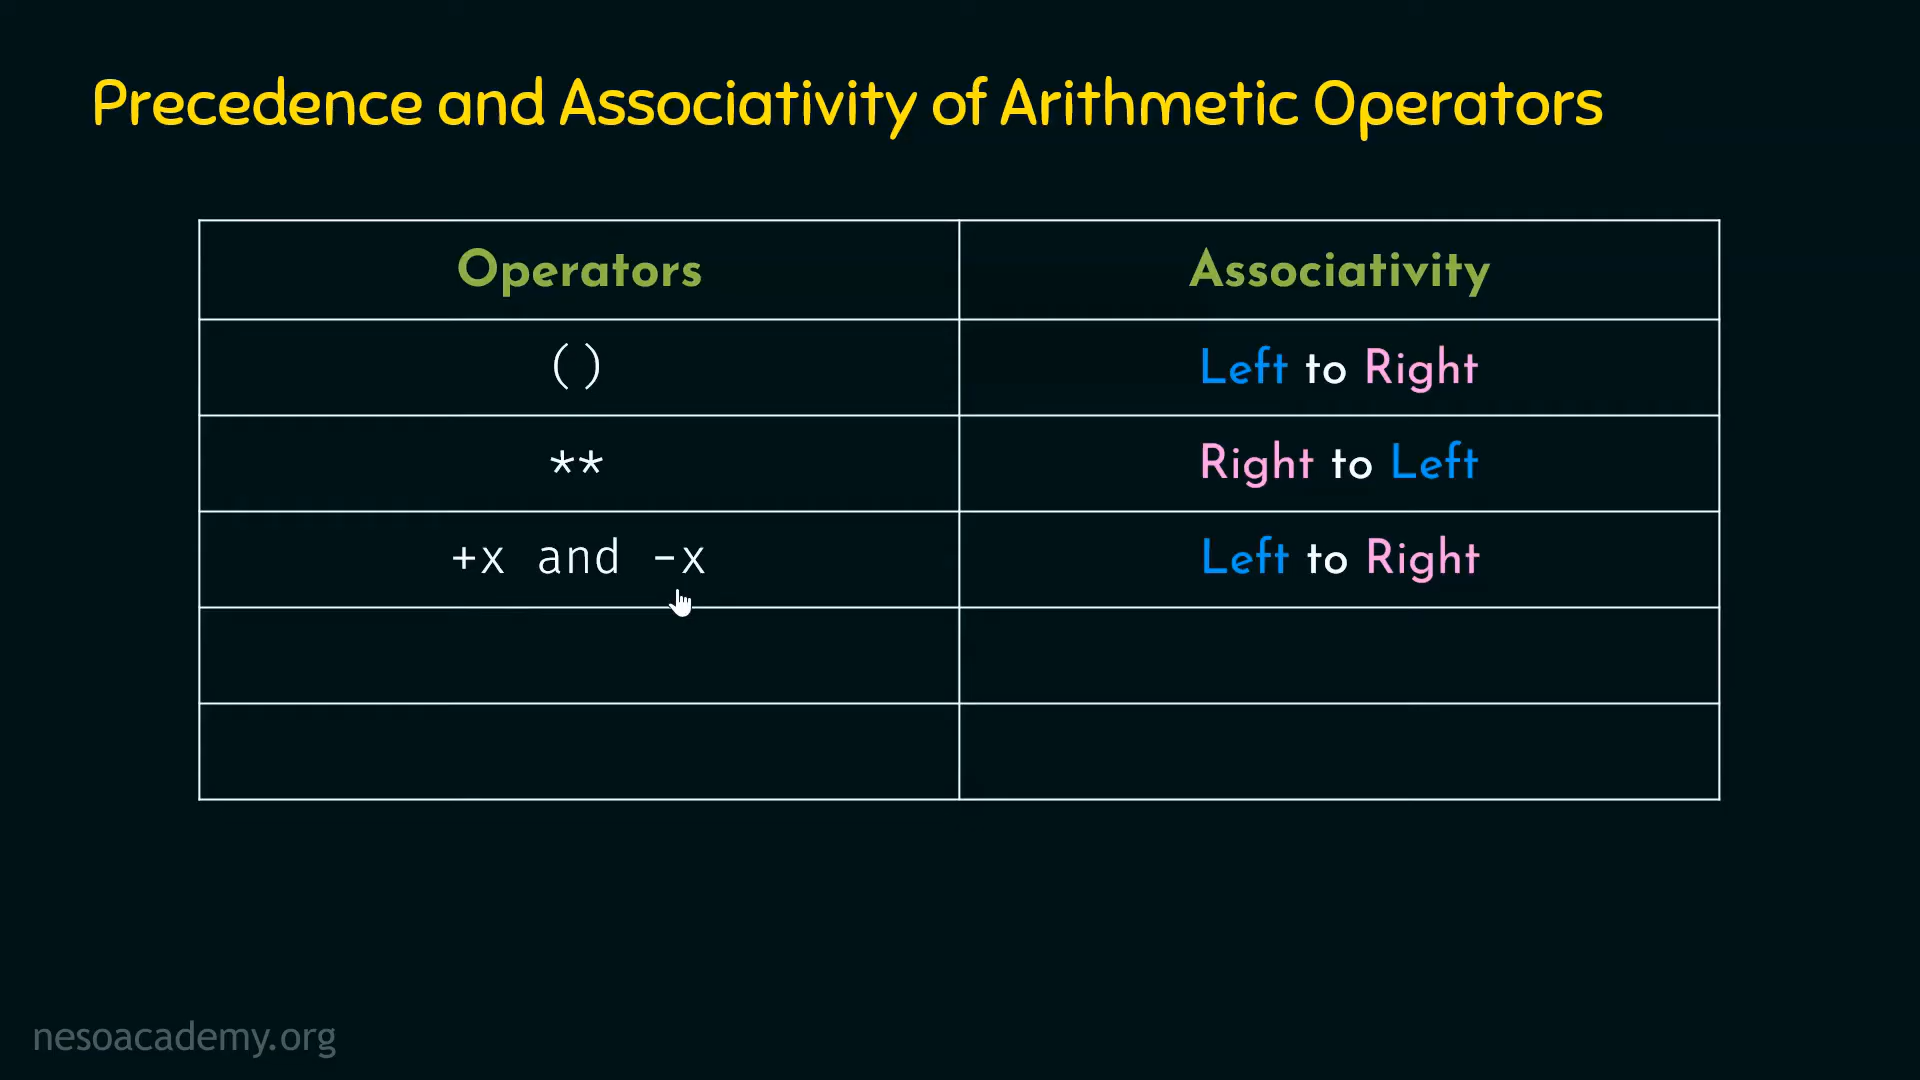 Precedence and Associativity of Arithmetic Operators
Operators Associativity
() Left to Right
** Right to Left
+x and -x Left to Right
nesoacademy.org